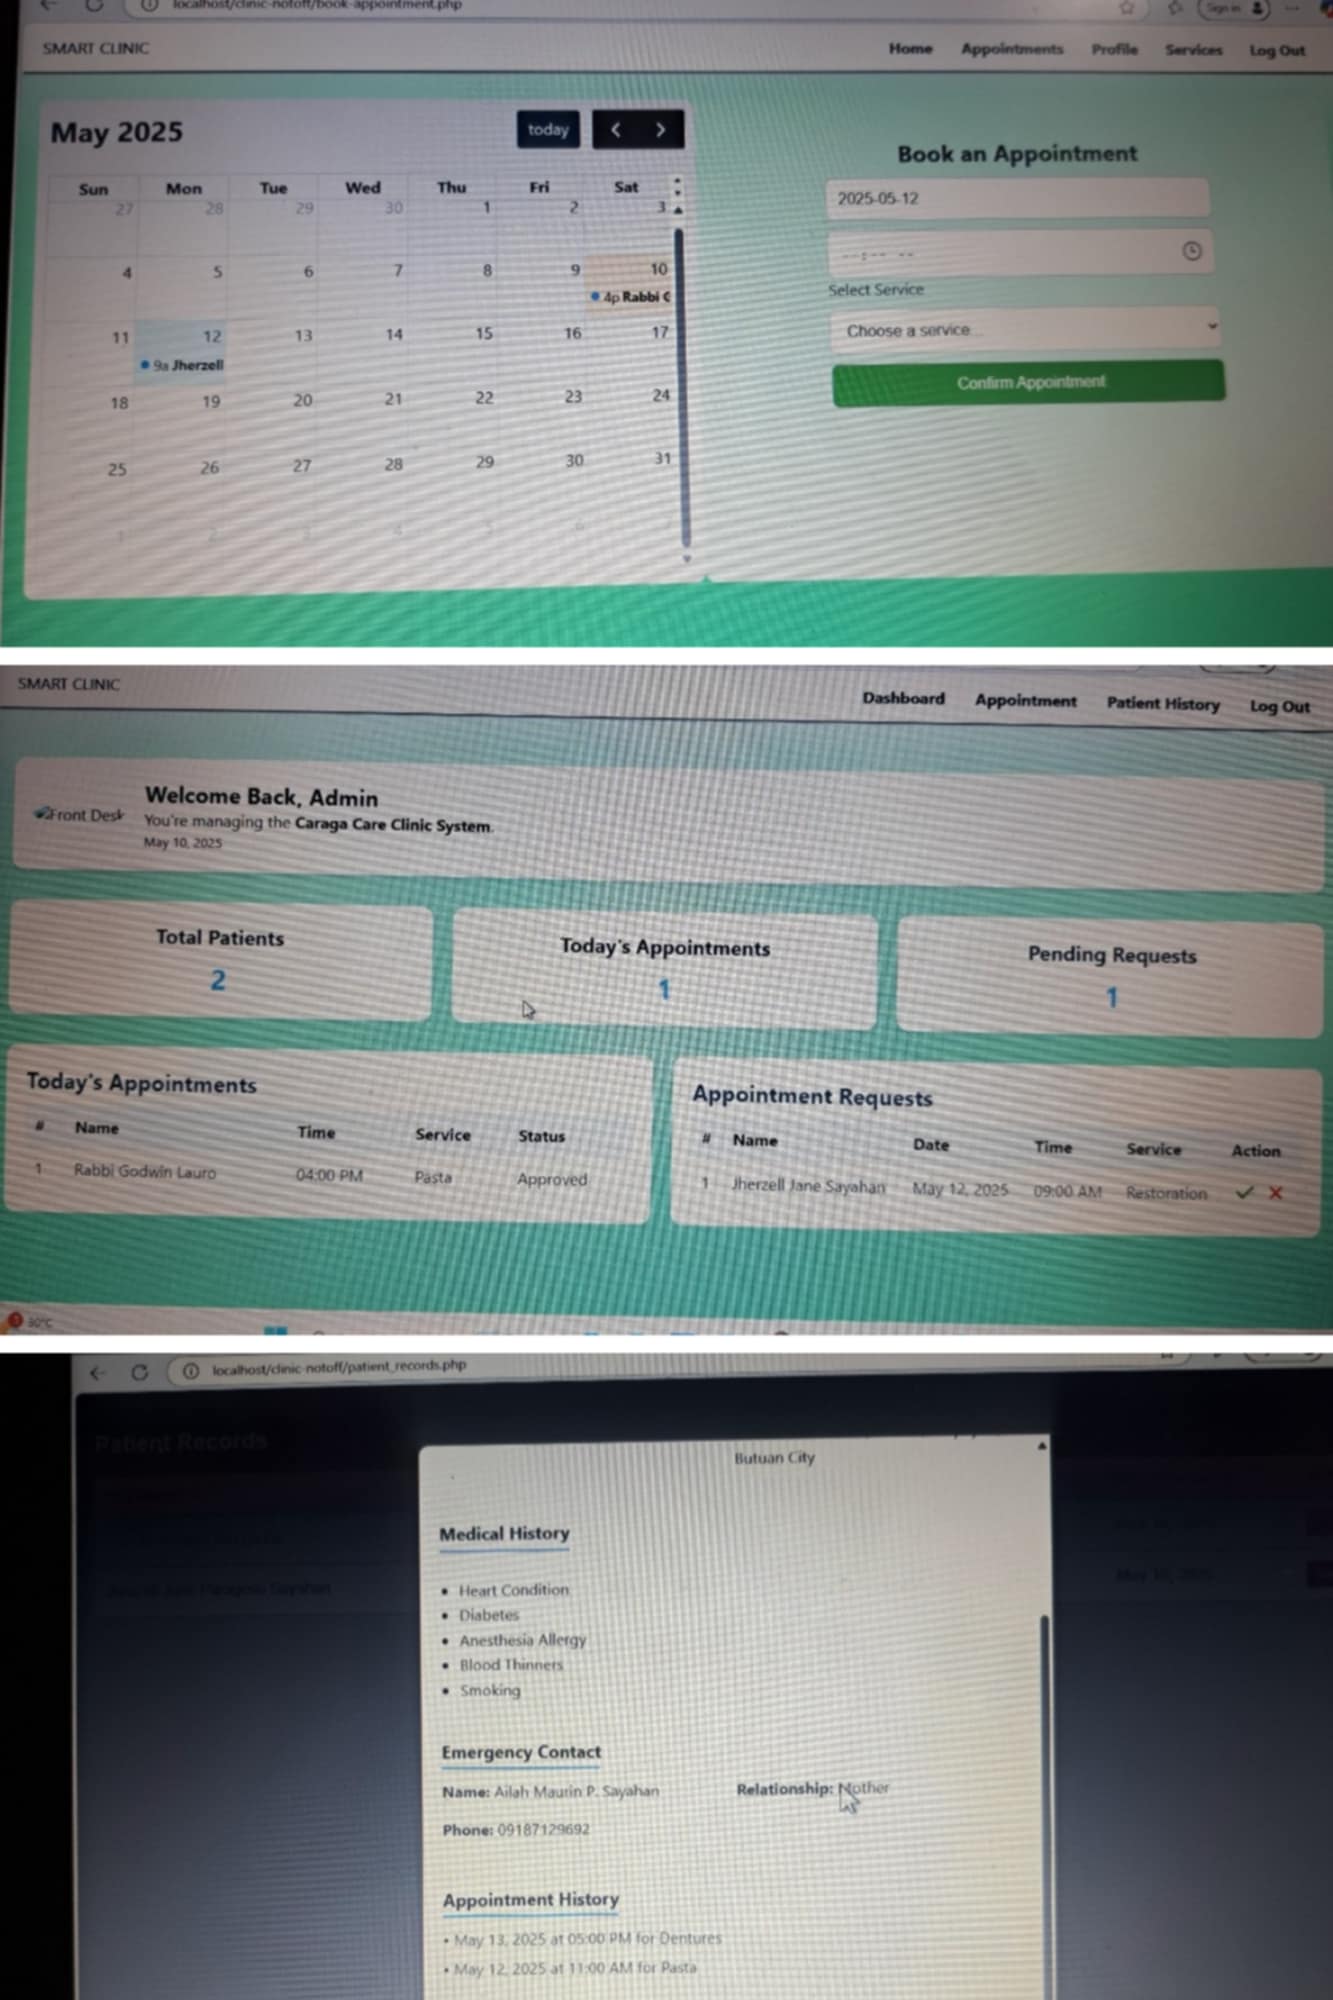 localhost/clinic-notoff/book-appointment.php
Sign in
SMART CLINIC
Home Appointments Profile Services Log Out
May 2025
today
Sun Mon Tue Wed Thu Fri Sat
27 28 29 30 1 2 3
4 5 6 7 8 9 10
4p Rabbi G
11 12 13 14 15 16 17
9a Jherzell
18 19 20 21 22 23 24
25 26 27 28 29 30 31
1 2 3 4 5 6 7
Book an Appointment
2025-05-12
--:-- --
Select Service
Choose a service...
Confirm Appointment
SMART CLINIC
Dashboard Appointment Patient History Log Out
Front Desk
Welcome Back, Admin
You're managing the Caraga Care Clinic System.
May 10, 2025
Total Patients
2
Today's Appointments
1
Pending Requests
1
Today's Appointments
# Name Time Service Status
1 Rabbi Godwin Lauro 04:00 PM Pasta Approved
Appointment Requests
# Name Date Time Service Action
1 Jherzell Jane Sayahan May 12, 2025 09:00 AM Restoration
30°C
localhost/clinic-notoff/patient_records.php
Patient Records
Sayahan
May 10, 2025
Butuan City
Medical History
• Heart Condition
• Diabetes
• Anesthesia Allergy
• Blood Thinners
• Smoking
Emergency Contact
Name: Ailah Maurin P. Sayahan Relationship: Mother
Phone: 09187129692
Appointment History
• May 13, 2025 at 05:00 PM for Dentures
• May 12, 2025 at 11:00 AM for Pasta